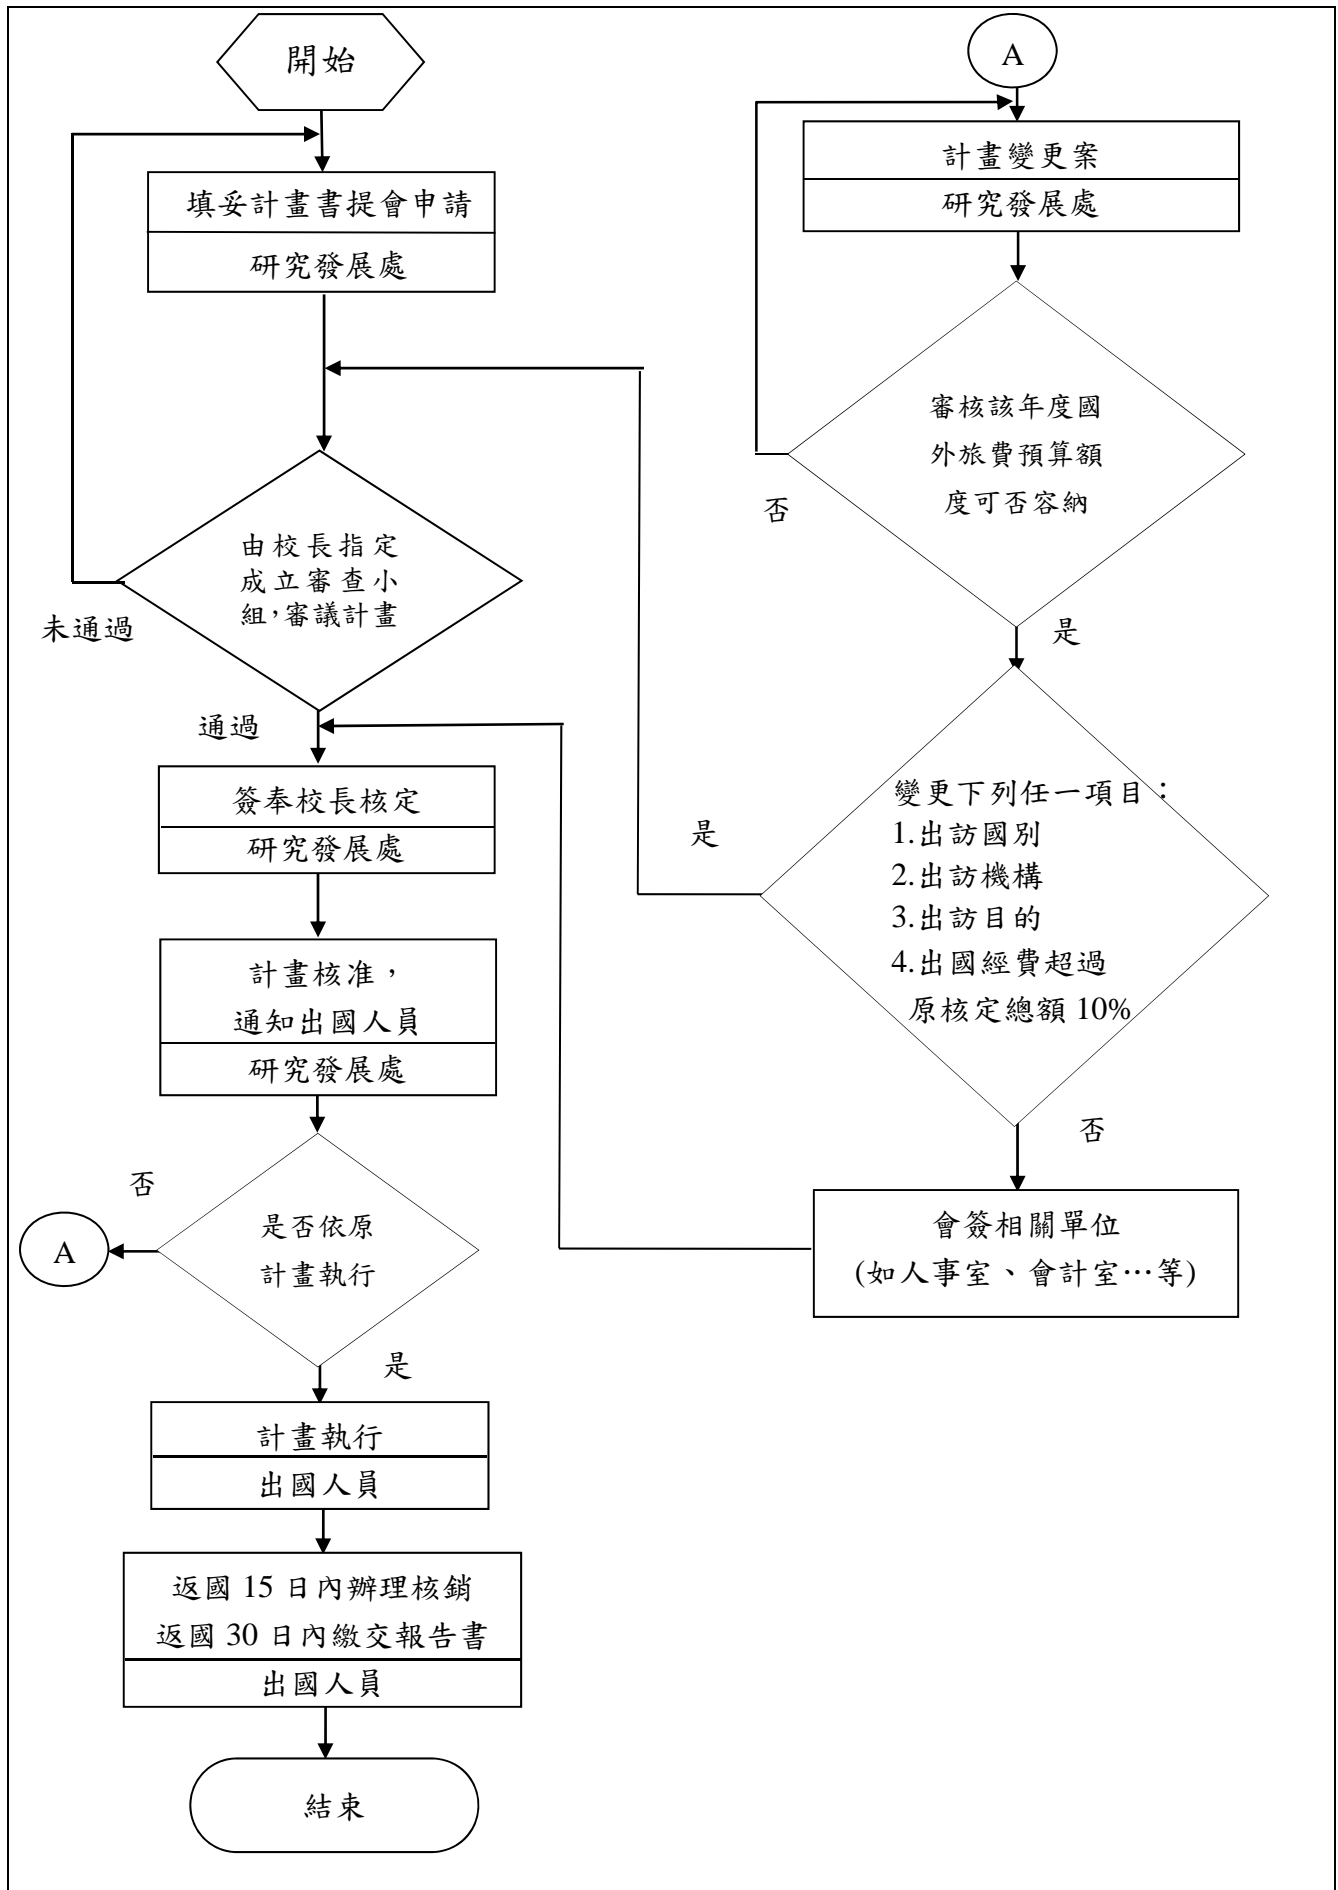 開始
填妥計畫書提會申請
研究發展處
由校長指定
成立審查小
組，審議計畫
未通過
通過
簽奉校長核定
研究發展處
計畫核准，
通知出國人員
研究發展處
否
A
是否依原
計畫執行
是
計畫執行
出國人員
返國 15 日內辦理核銷
返國 30 日內繳交報告書
出國人員
結束
A
計畫變更案
研究發展處
審核該年度國
外旅費預算額
度可否容納
否
是
變更下列任一項目：
1.出訪國別
2.出訪機構
3.出訪目的
4.出國經費超過
原核定總額 10%
是
否
會簽相關單位
(如人事室、會計室…等)